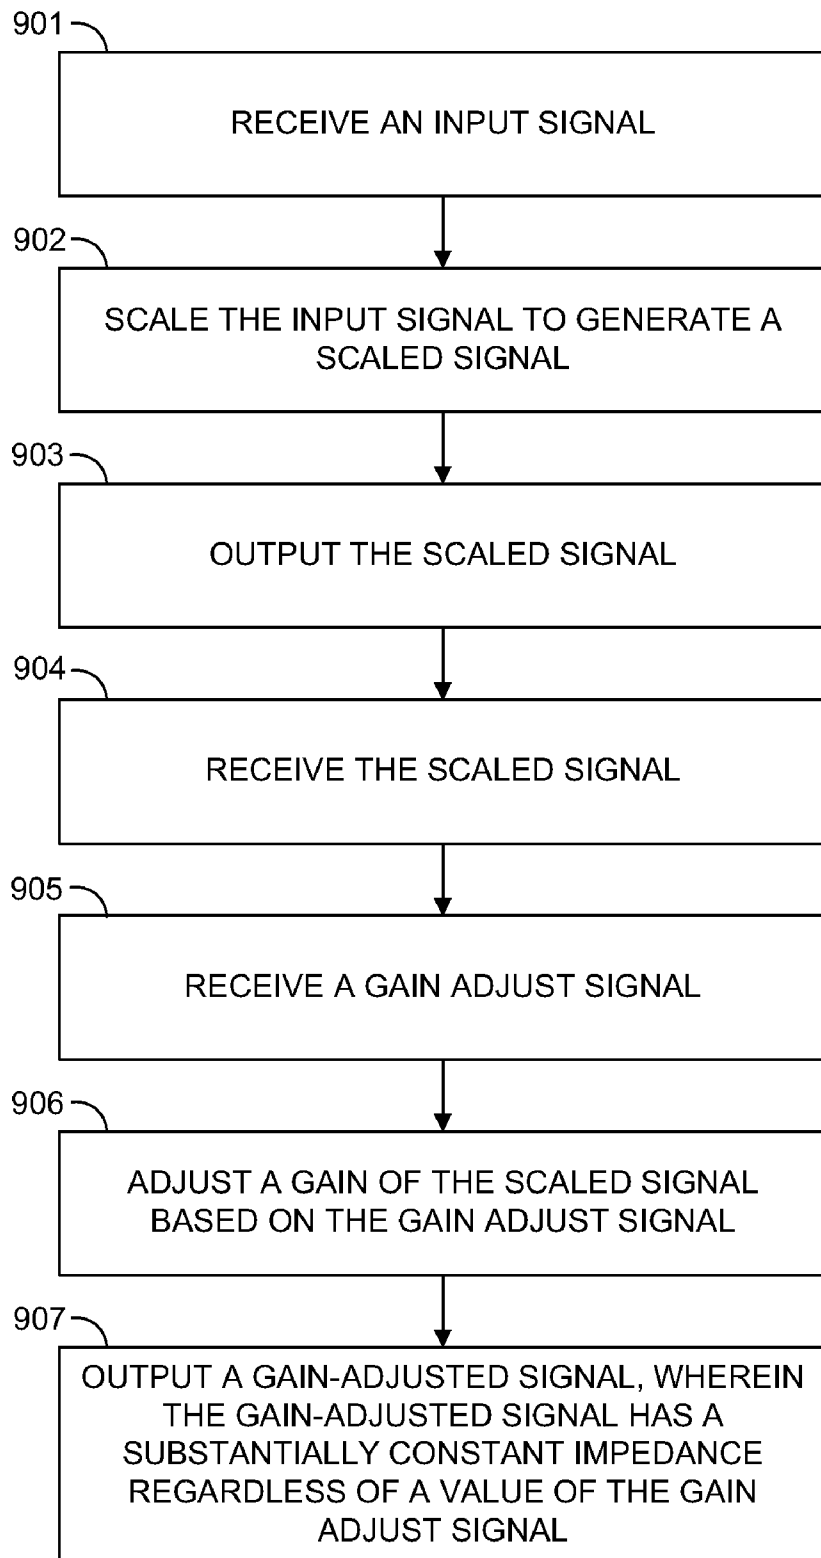 901
RECEIVE AN INPUT SIGNAL
902
SCALE THE INPUT SIGNAL TO GENERATE A
SCALED SIGNAL
903
OUTPUT THE SCALED SIGNAL
904
RECEIVE THE SCALED SIGNAL
905
RECEIVE A GAIN ADJUST SIGNAL
906
ADJUST A GAIN OF THE SCALED SIGNAL
BASED ON THE GAIN ADJUST SIGNAL
907
OUTPUT A GAIN-ADJUSTED SIGNAL, WHEREIN
THE GAIN-ADJUSTED SIGNAL HAS A
SUBSTANTIALLY CONSTANT IMPEDANCE
REGARDLESS OF A VALUE OF THE GAIN
ADJUST SIGNAL